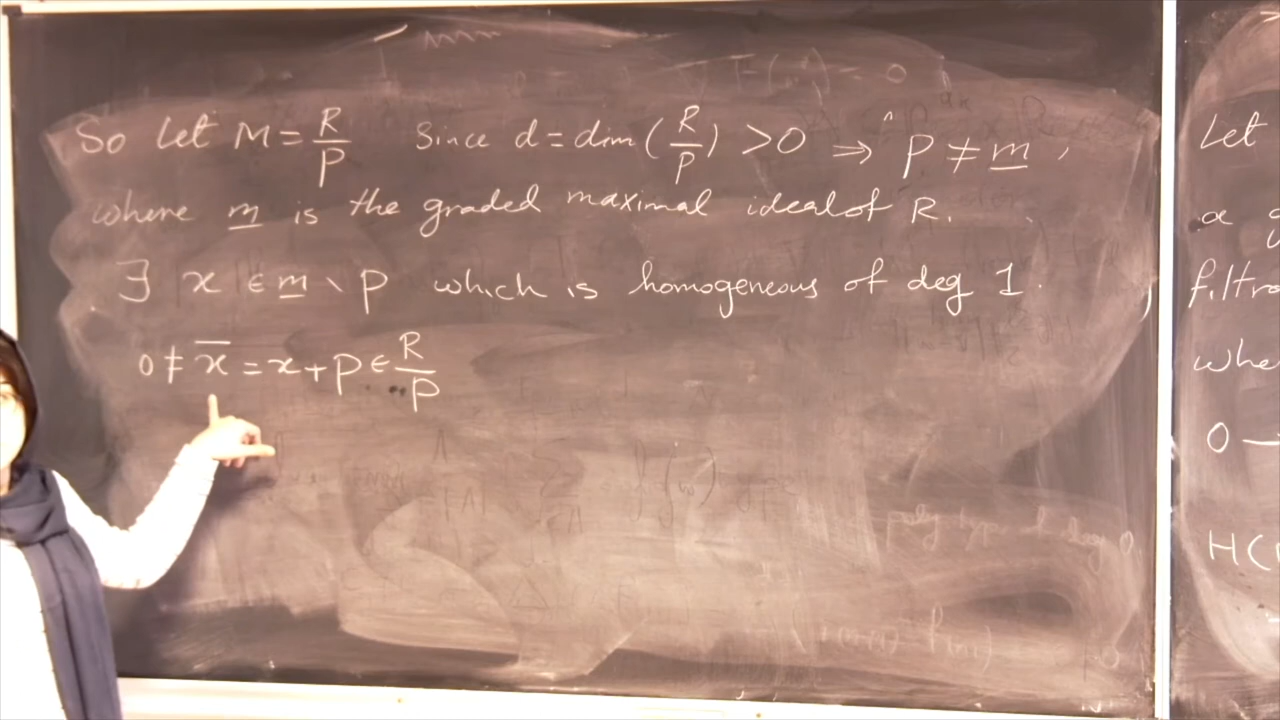 So Let M = R/p Since d = dim (R/p) > 0 ⇒ p ≠ m,
where m is the graded maximal ideal of R.
∃ x ∈ m \ p which is homogeneous of deg 1.
0 ≠ x̄ = x + p ∈ R/p
Let
a
filtr
whe
0 —
HC